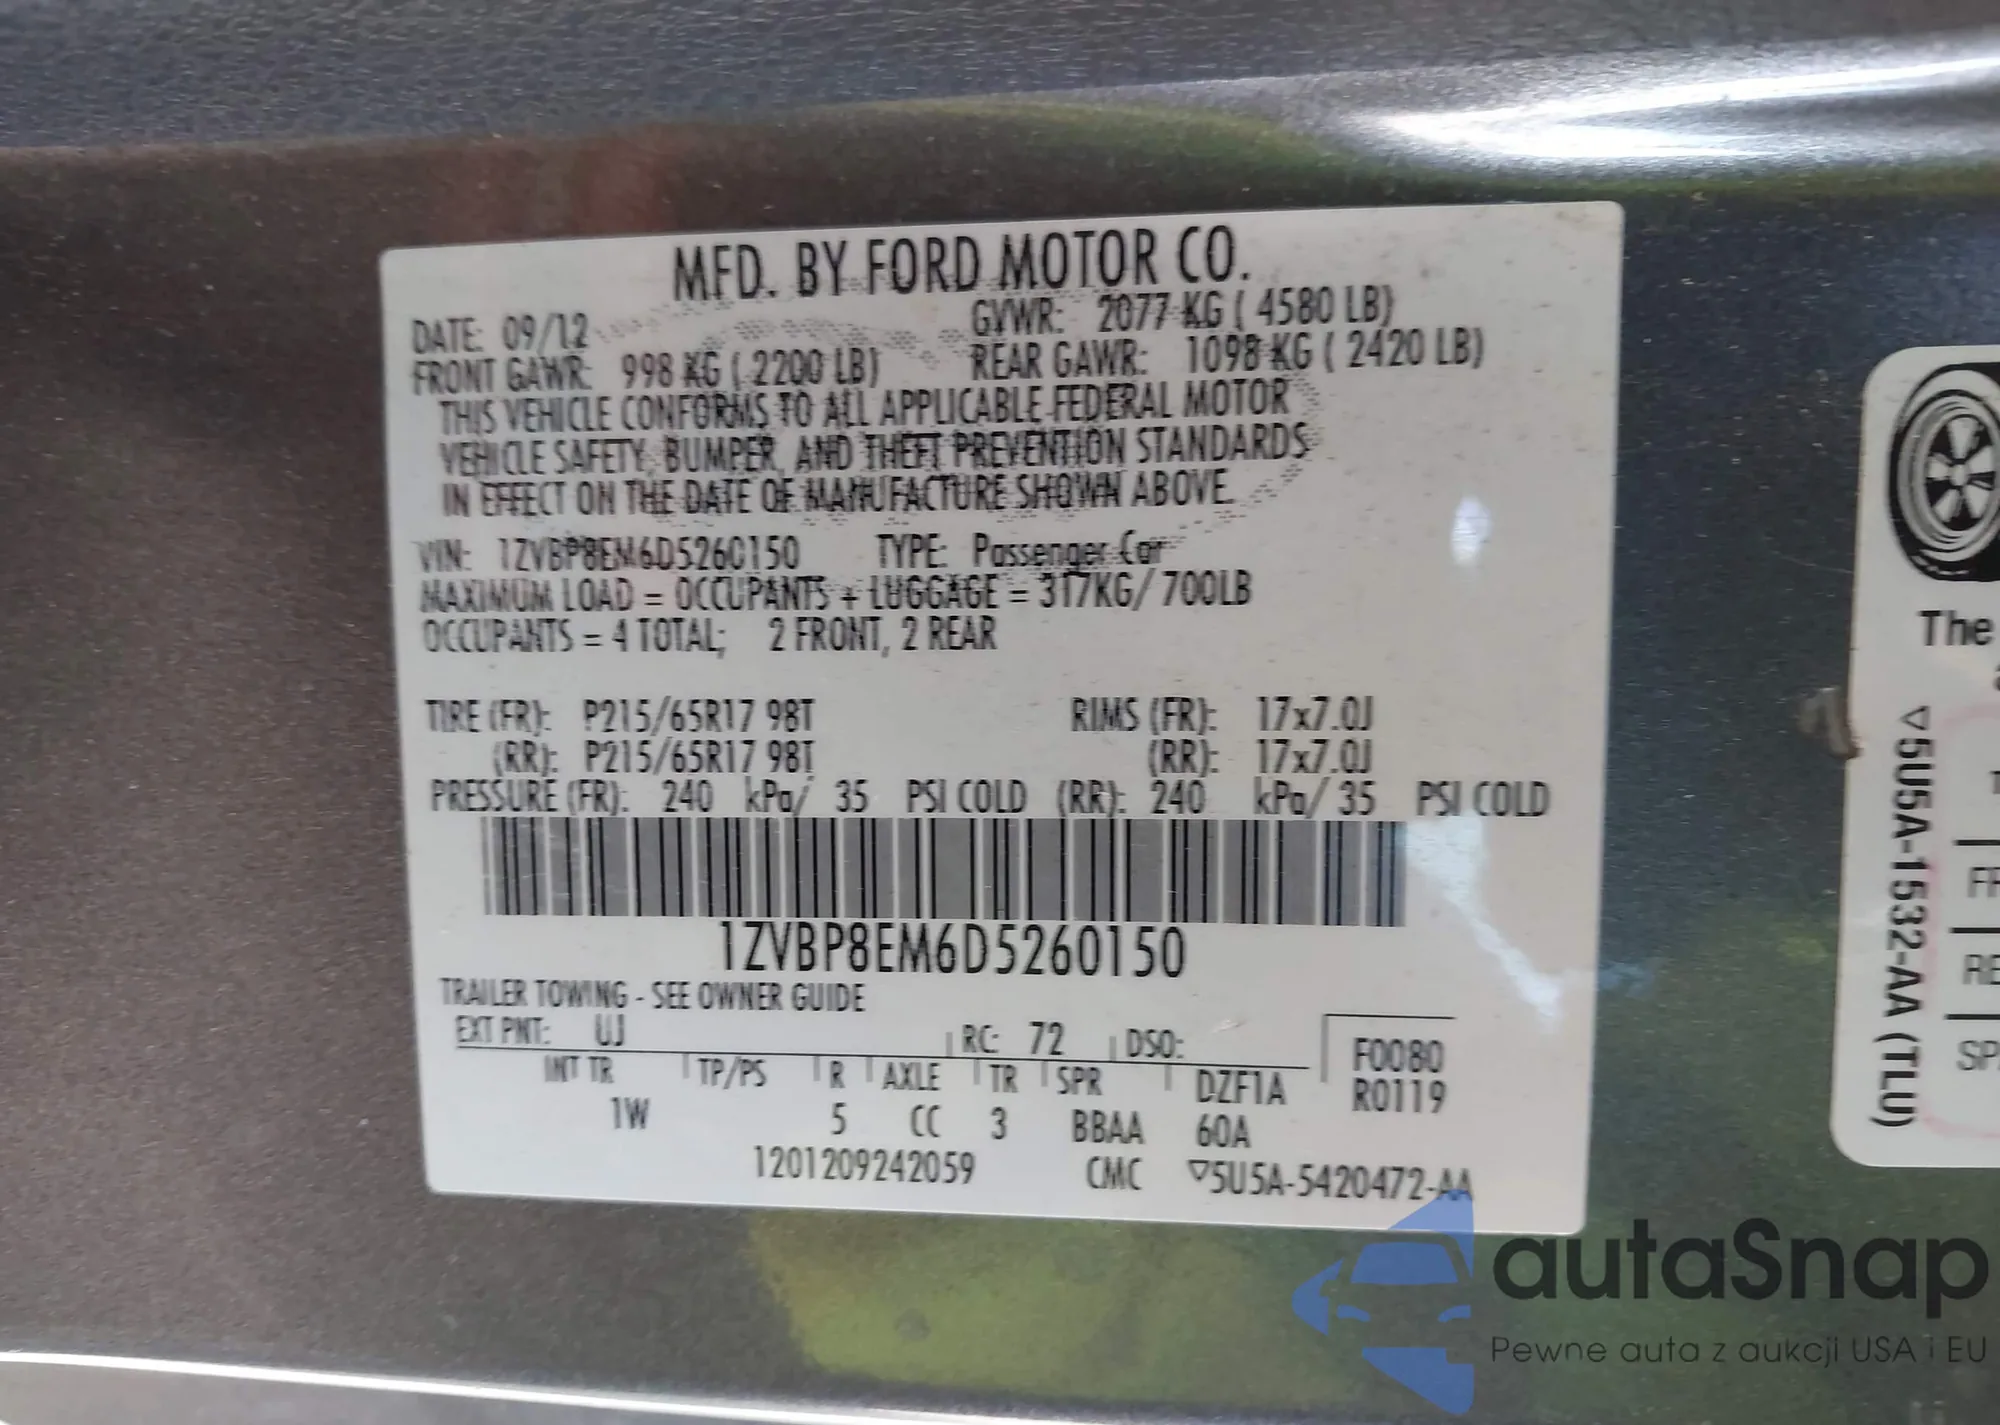 MFD. BY FORD MOTOR CO.
DATE: 09/12 GVWR: 2077 KG ( 4580 LB)
FRONT GAWR: 998 KG ( 2200 LB) REAR GAWR: 1098 KG ( 2420 LB)
THIS VEHICLE CONFORMS TO ALL APPLICABLE FEDERAL MOTOR
VEHICLE SAFETY, BUMPER, AND THEFT PREVENTION STANDARDS
IN EFFECT ON THE DATE OF MANUFACTURE SHOWN ABOVE.
VIN: 1ZVBP8EM6D5260150 TYPE: Passenger Car
MAXIMUM LOAD = OCCUPANTS + LUGGAGE = 317KG/ 700LB
OCCUPANTS = 4 TOTAL; 2 FRONT, 2 REAR
TIRE (FR): P215/65R17 98T RIMS (FR): 17x7.0J
(RR): P215/65R17 98T (RR): 17x7.0J
PRESSURE (FR): 240 kPa/ 35 PSI COLD (RR): 240 kPa/ 35 PSI COLD
1ZVBP8EM6D5260150
TRAILER TOWING - SEE OWNER GUIDE
EXT PNT: UJ RC: 72 DSO:
INT TR TP/PS R AXLE TR SPR DZF1A
1W 5 CC 3 BBAA 60A
F0080
R0119
1201209242059 CMC ▽5U5A-5420472-AA
The
▽5U5A-1532-AA (TLU)
FR
RE
SP
autaSnap
Pewne auta z aukcji USA i EU